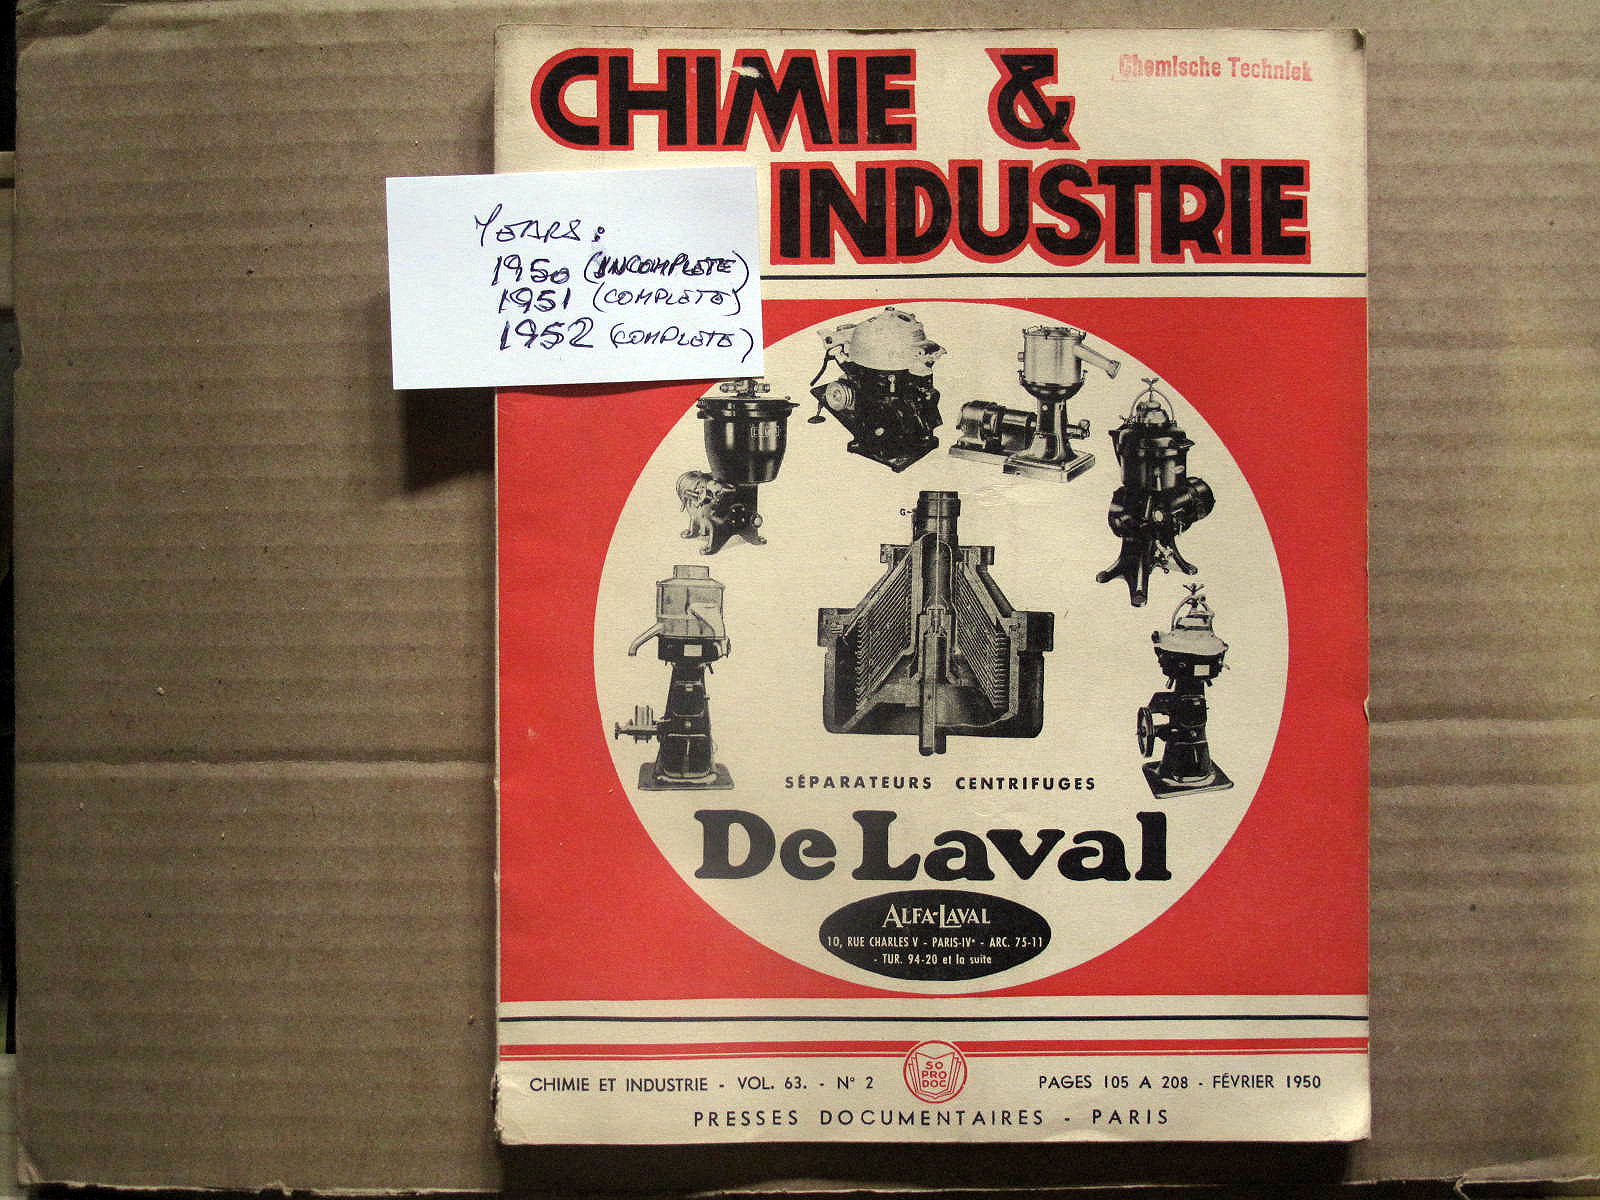 CHIMIE &
INDUSTRIE
Chemische Techniek
YEARS:
1950 (INCOMPLETE)
1951 (COMPLETE)
1952 (COMPLETE)
G-
SÉPARATEURS CENTRIFUGES
De Laval
ALFA-LAVAL
10, RUE CHARLES V - PARIS-IVe - ARC. 75-11
- TUR. 94-20 et la suite
SO
PRO
DOC
CHIMIE ET INDUSTRIE - VOL. 63. - N° 2
PAGES 105 A 208 - FÉVRIER 1950
PRESSES DOCUMENTAIRES - PARIS